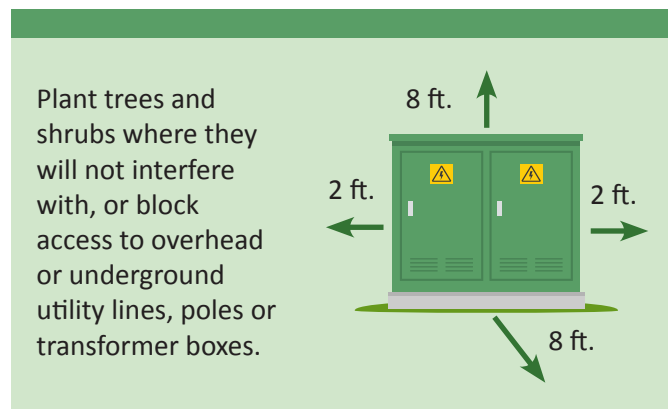 Plant trees and
shrubs where they
will not interfere
with, or block
access to overhead
or underground
utility lines, poles or
transformer boxes.
8 ft.
2 ft.
2 ft.
8 ft.